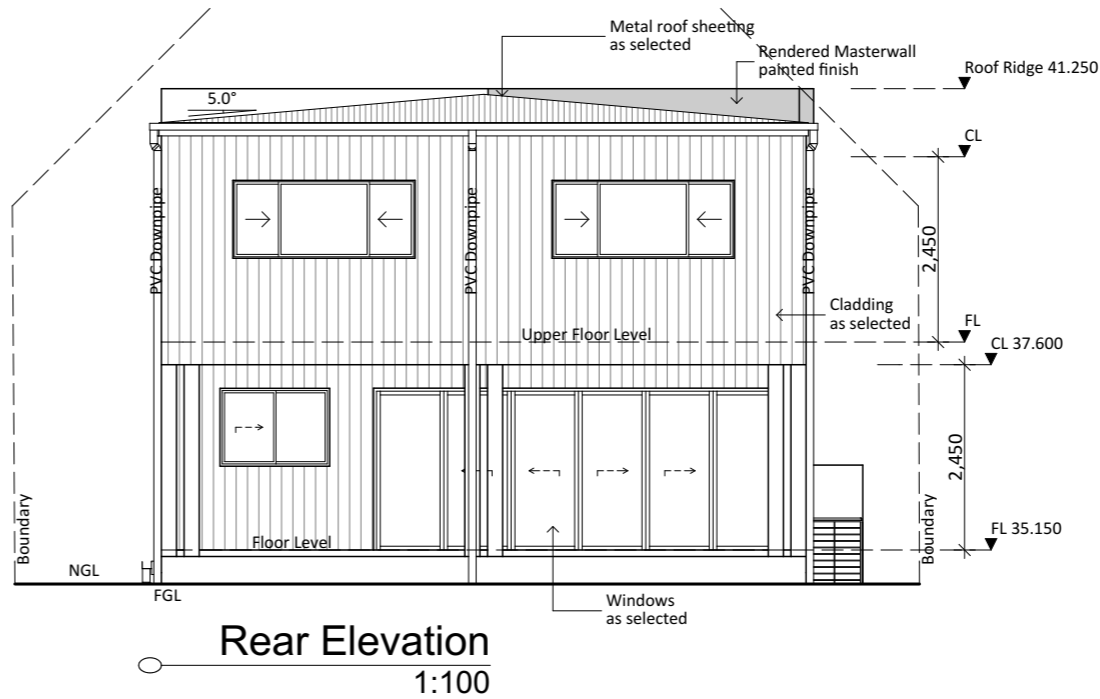 Metal roof sheeting
as selected
Rendered Masterwall
painted finish
Roof Ridge 41.250
5.0°
CL
PVC Downpipe
PVC Downpipe
PVC Downpipe
2,450
Cladding
as selected
Upper Floor Level
FL
CL 37.600
2,450
Boundary
Boundary
Floor Level
FL 35.150
NGL
FGL
Windows
as selected
Rear Elevation
1:100